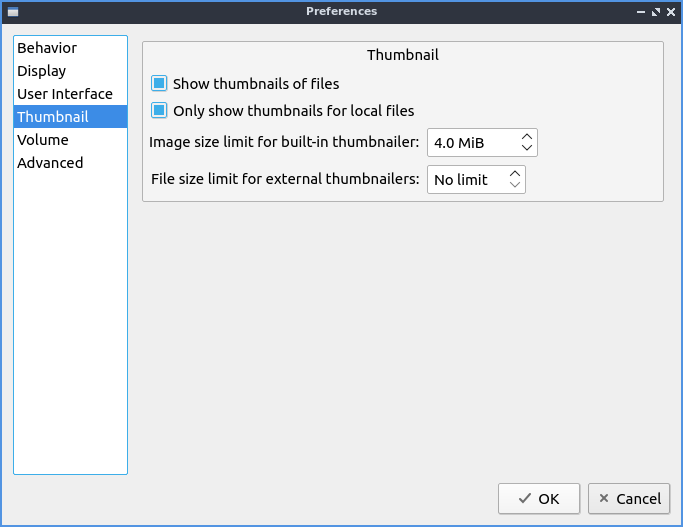 Preferences
Behavior
Display
User Interface
Thumbnail
Volume
Advanced
Thumbnail
Show thumbnails of files
Only show thumbnails for local files
Image size limit for built-in thumbnailer: 4.0 MiB
File size limit for external thumbnailers: No limit
OK Cancel